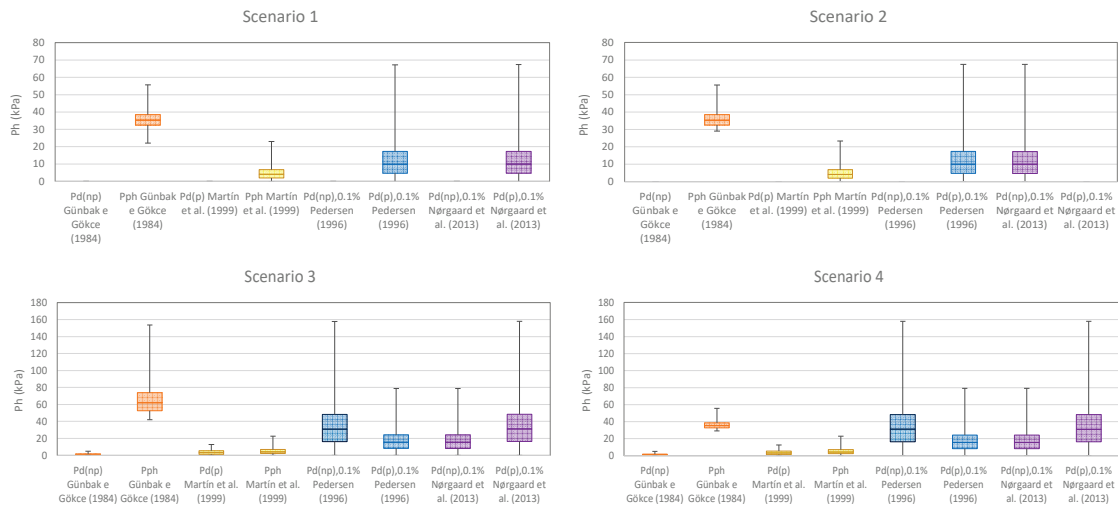 Scenario 1
Ph (kPa)
80
70
60
50
40
30
20
10
0
Pd(np) Günbak e Gökce (1984)
Pph Günbak e Gökce (1984)
Pd(p) Martín et al. (1999)
Pph Martín et al. (1999)
Pd(np),0.1% Pedersen (1996)
Pd(p),0.1% Pedersen (1996)
Pd(np),0.1% Nørgaard et al. (2013)
Pd(p),0.1% Nørgaard et al. (2013)
Scenario 2
Ph (kPa)
80
70
60
50
40
30
20
10
0
Pd(np) Günbak e Gökce (1984)
Pph Günbak e Gökce (1984)
Pd(p) Martín et al. (1999)
Pph Martín et al. (1999)
Pd(np),0.1% Pedersen (1996)
Pd(p),0.1% Pedersen (1996)
Pd(np),0.1% Nørgaard et al. (2013)
Pd(p),0.1% Nørgaard et al. (2013)
Scenario 3
Ph (kPa)
180
160
140
120
100
80
60
40
20
0
Pd(np) Günbak e Gökce (1984)
Pph Günbak e Gökce (1984)
Pd(p) Martín et al. (1999)
Pph Martín et al. (1999)
Pd(np),0.1% Pedersen (1996)
Pd(p),0.1% Pedersen (1996)
Pd(np),0.1% Nørgaard et al. (2013)
Pd(p),0.1% Nørgaard et al. (2013)
Scenario 4
Ph (kPa)
180
160
140
120
100
80
60
40
20
0
Pd(np) Günbak e Gökce (1984)
Pph Günbak e Gökce (1984)
Pd(p) Martín et al. (1999)
Pph Martín et al. (1999)
Pd(np),0.1% Pedersen (1996)
Pd(p),0.1% Pedersen (1996)
Pd(np),0.1% Nørgaard et al. (2013)
Pd(p),0.1% Nørgaard et al. (2013)